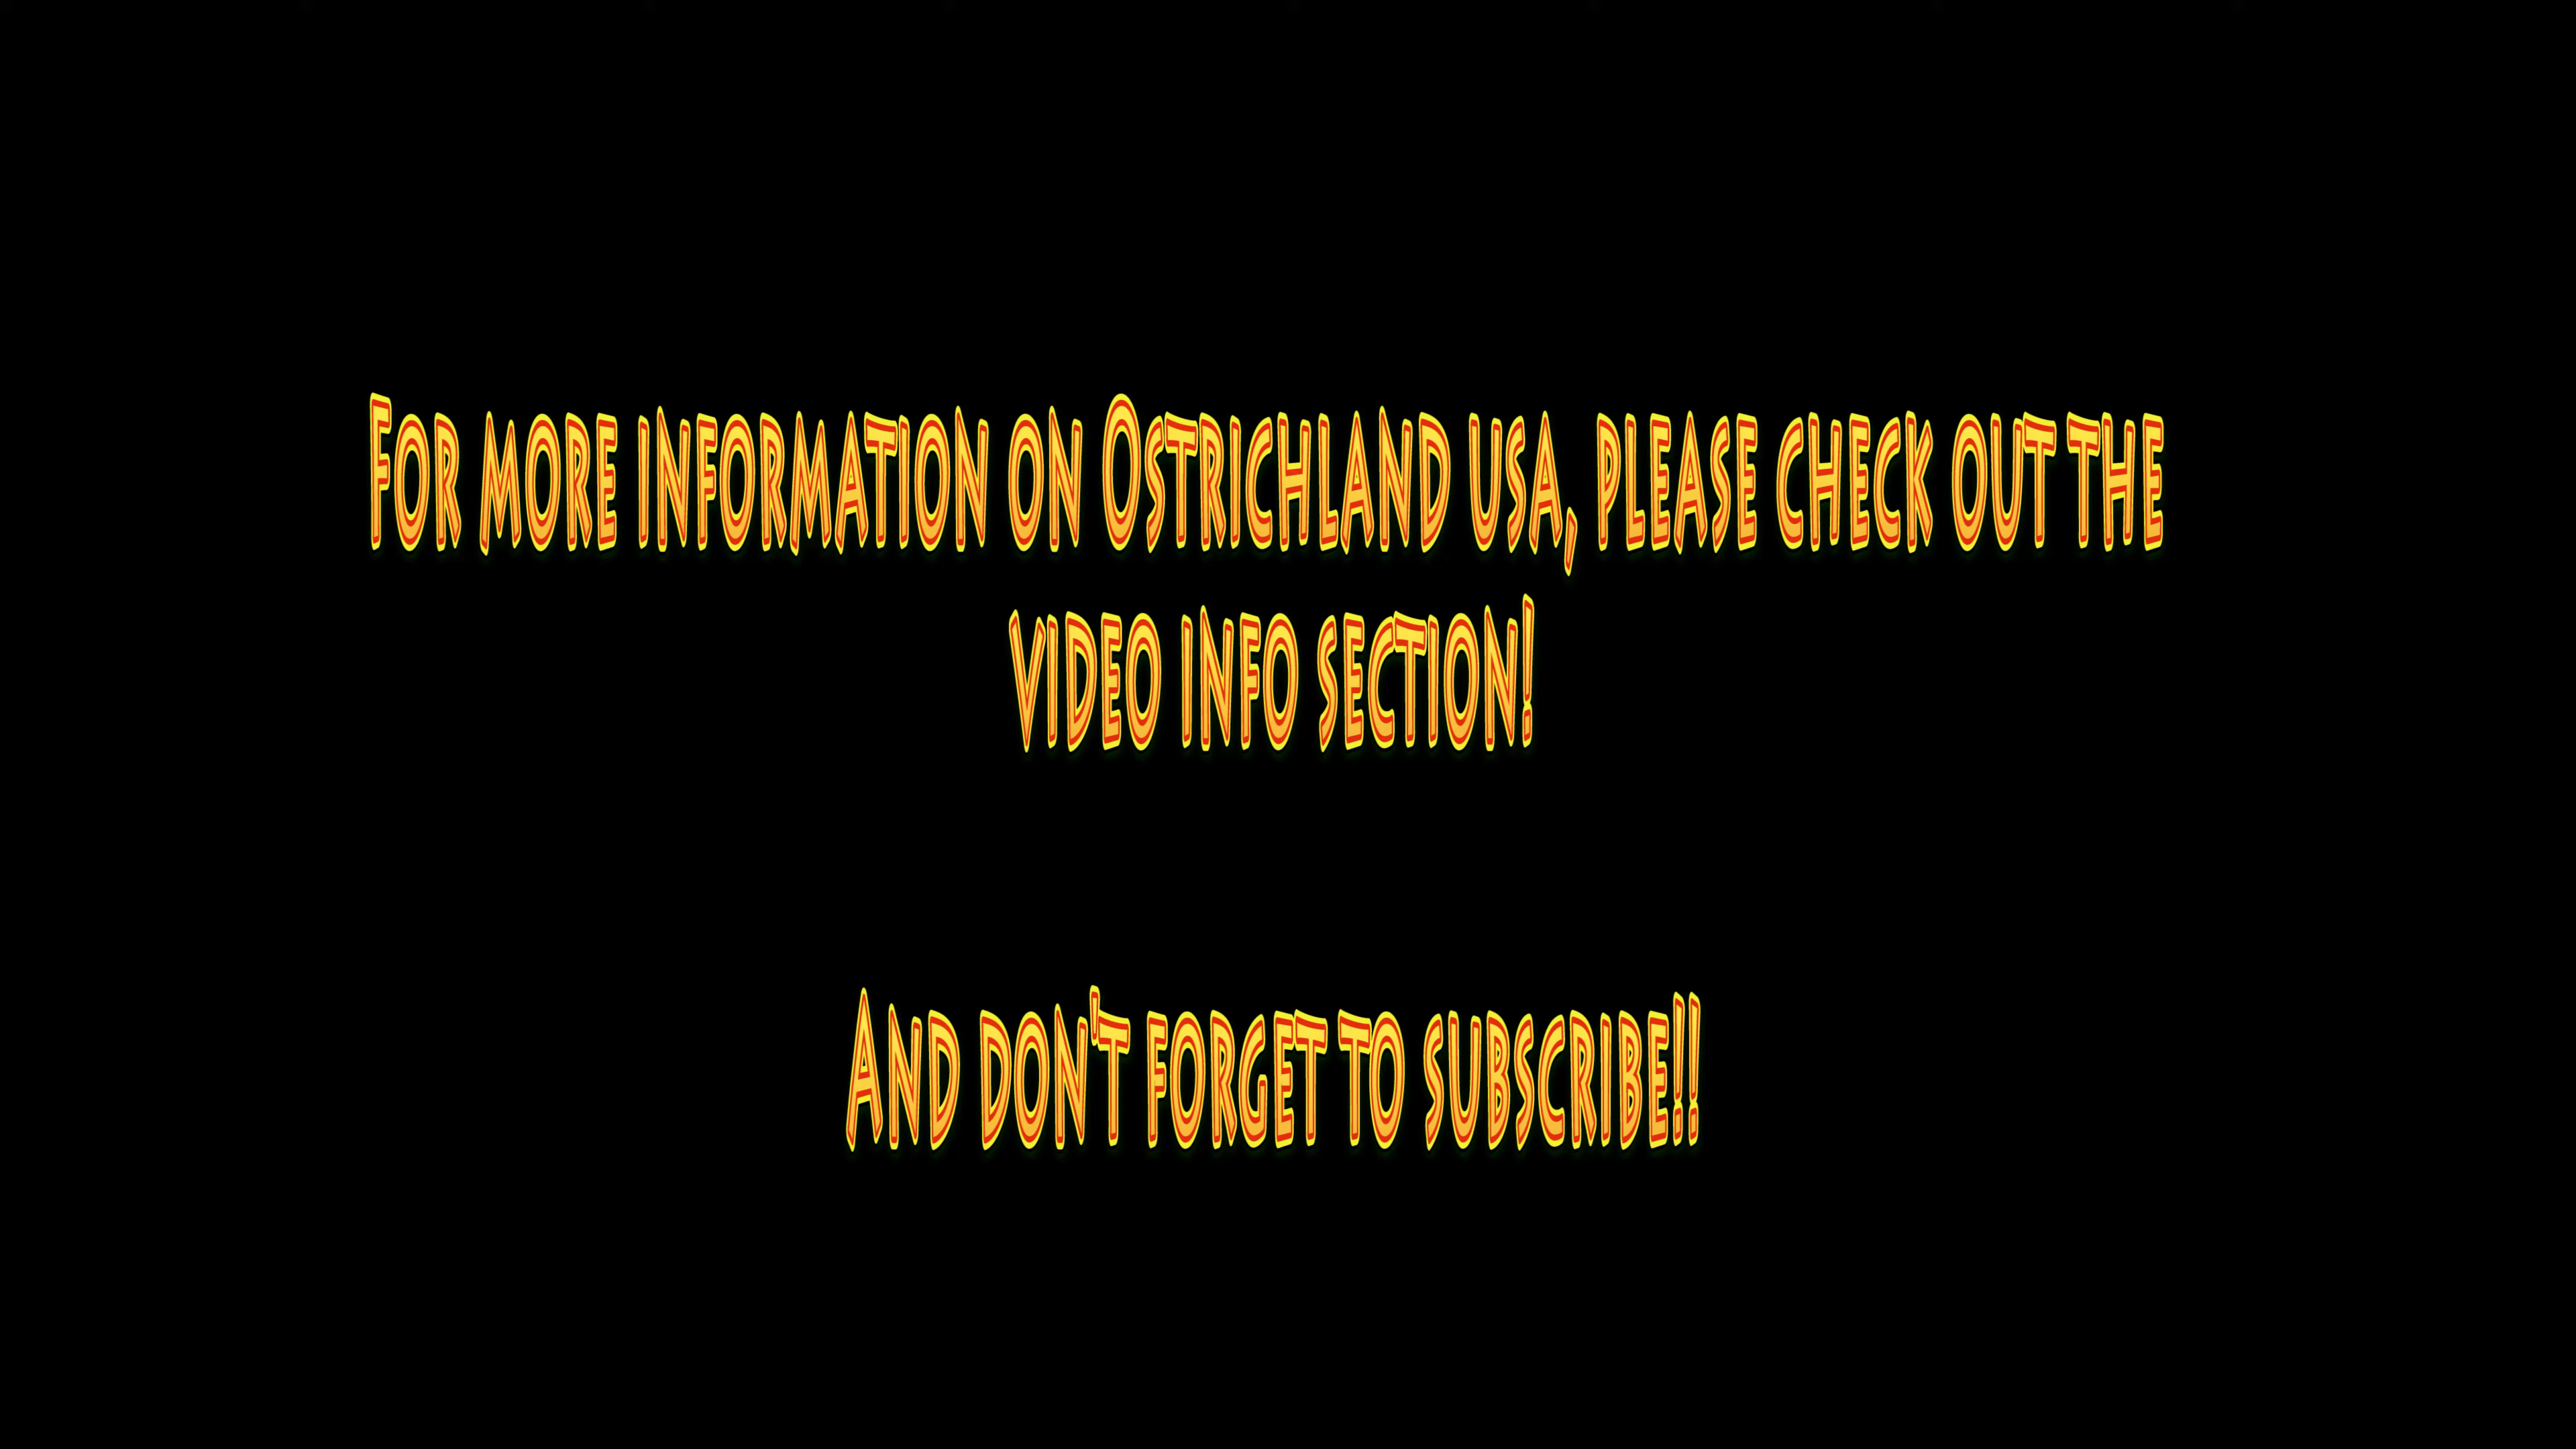 For more information on Ostrichland usa, please check out the
video info section!
And don't forget to subscribe!!